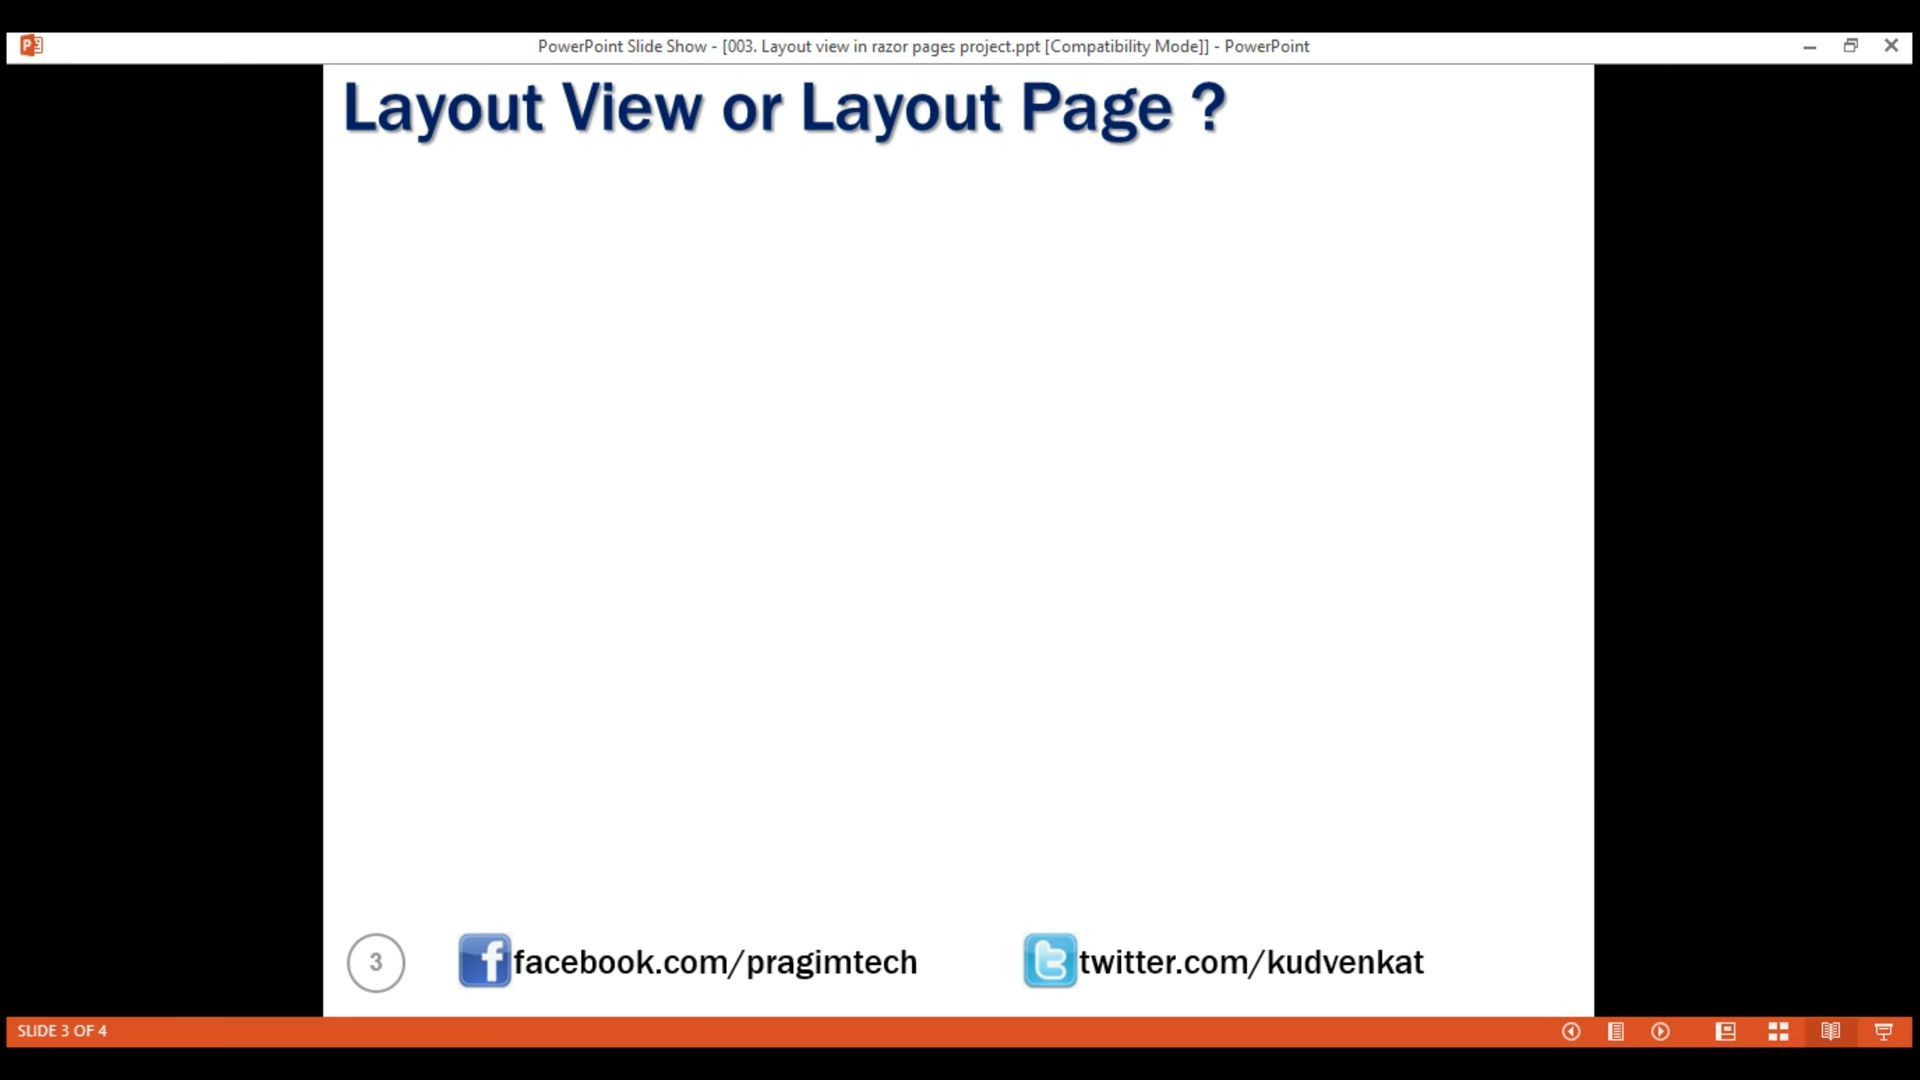 PowerPoint Slide Show - [003. Layout view in razor pages project.ppt [Compatibility Mode]] - PowerPoint
Layout View or Layout Page ?
3 facebook.com/pragimtech twitter.com/kudvenkat
SLIDE 3 OF 4